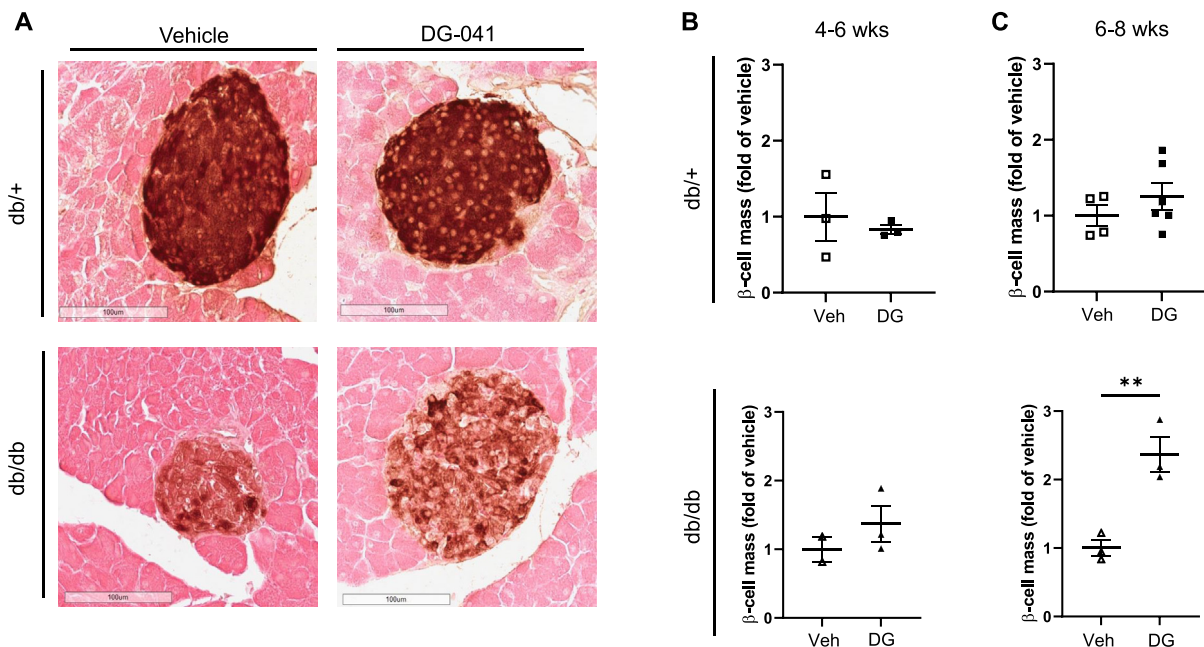 A
Vehicle
DG-041
db/+
100um
100um
db/db
100um
100um
B
4-6 wks
β-cell mass (fold of vehicle)
3
2
1
0
Veh
DG
db/+
C
6-8 wks
β-cell mass (fold of vehicle)
3
2
1
0
Veh
DG
db/db
β-cell mass (fold of vehicle)
3
2
1
0
Veh
DG
**
β-cell mass (fold of vehicle)
3
2
1
0
Veh
DG